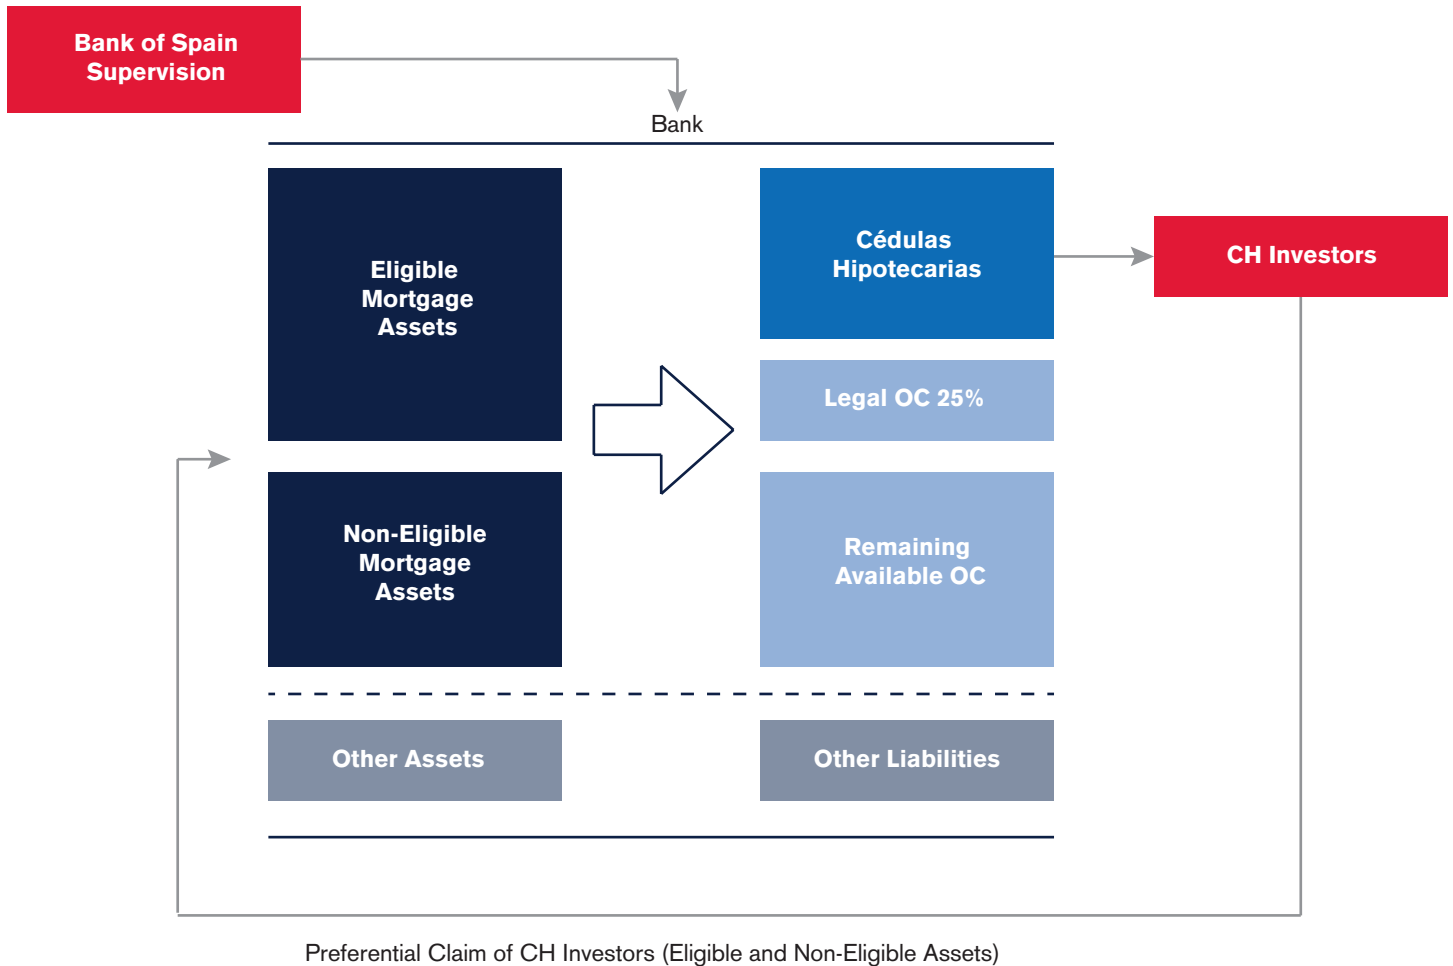 Bank of Spain
Supervision
Bank
Eligible
Mortgage
Assets
Cédulas
Hipotecarias
CH Investors
Legal OC 25%
Non-Eligible
Mortgage
Assets
Remaining
Available OC
Other Assets
Other Liabilities
Preferential Claim of CH Investors (Eligible and Non-Eligible Assets)